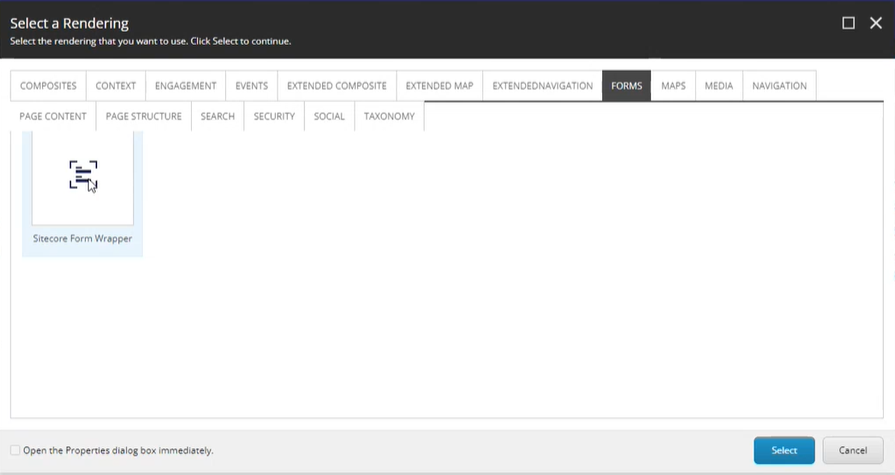 Select a Rendering
Select the rendering that you want to use. Click Select to continue.
COMPOSITES CONTEXT ENGAGEMENT EVENTS EXTENDED COMPOSITE EXTENDED MAP EXTENDEDNAVIGATION FORMS MAPS MEDIA NAVIGATION
PAGE CONTENT PAGE STRUCTURE SEARCH SECURITY SOCIAL TAXONOMY
Sitecore Form Wrapper
Open the Properties dialog box immediately.
Select Cancel